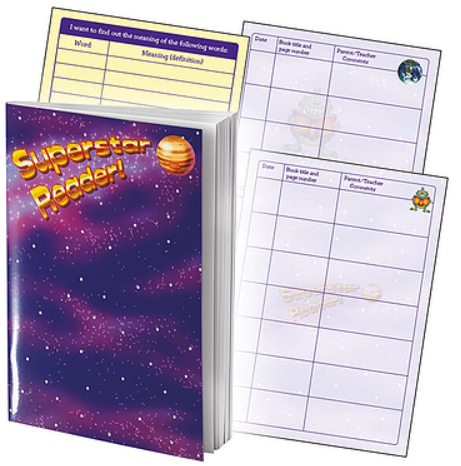 I want to find out the meaning of the following words:
Word Meaning (definition)
Date Book title and page number Parent/Teacher Comments
Superstar
Reader!
Date Book title and page number Parent/Teacher Comments
Superstar
Reader!